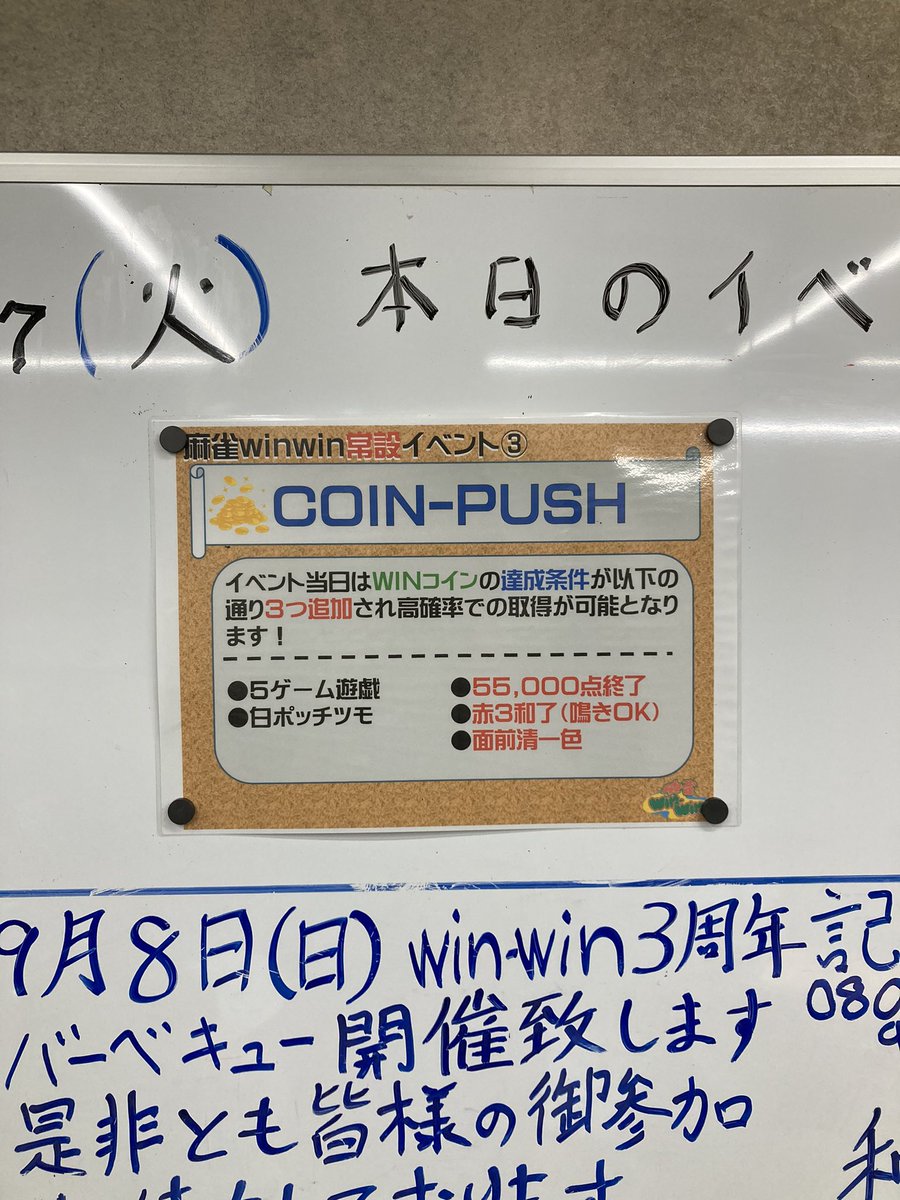 7(火) 本日のイベ
麻雀winwin常設イベント③
COIN-PUSH
イベント当日はWINコインの達成条件が以下の
通り3つ追加され高確率での取得が可能となり
ます！
●5ゲーム遊戯
●白ポッチツモ
●55,000点終了
●赤3和了(鳴きOK)
●面前清一色
win win
9月8日(日) win-win3周年記
080
バーベキュー開催致します
是非とも皆様の御参加